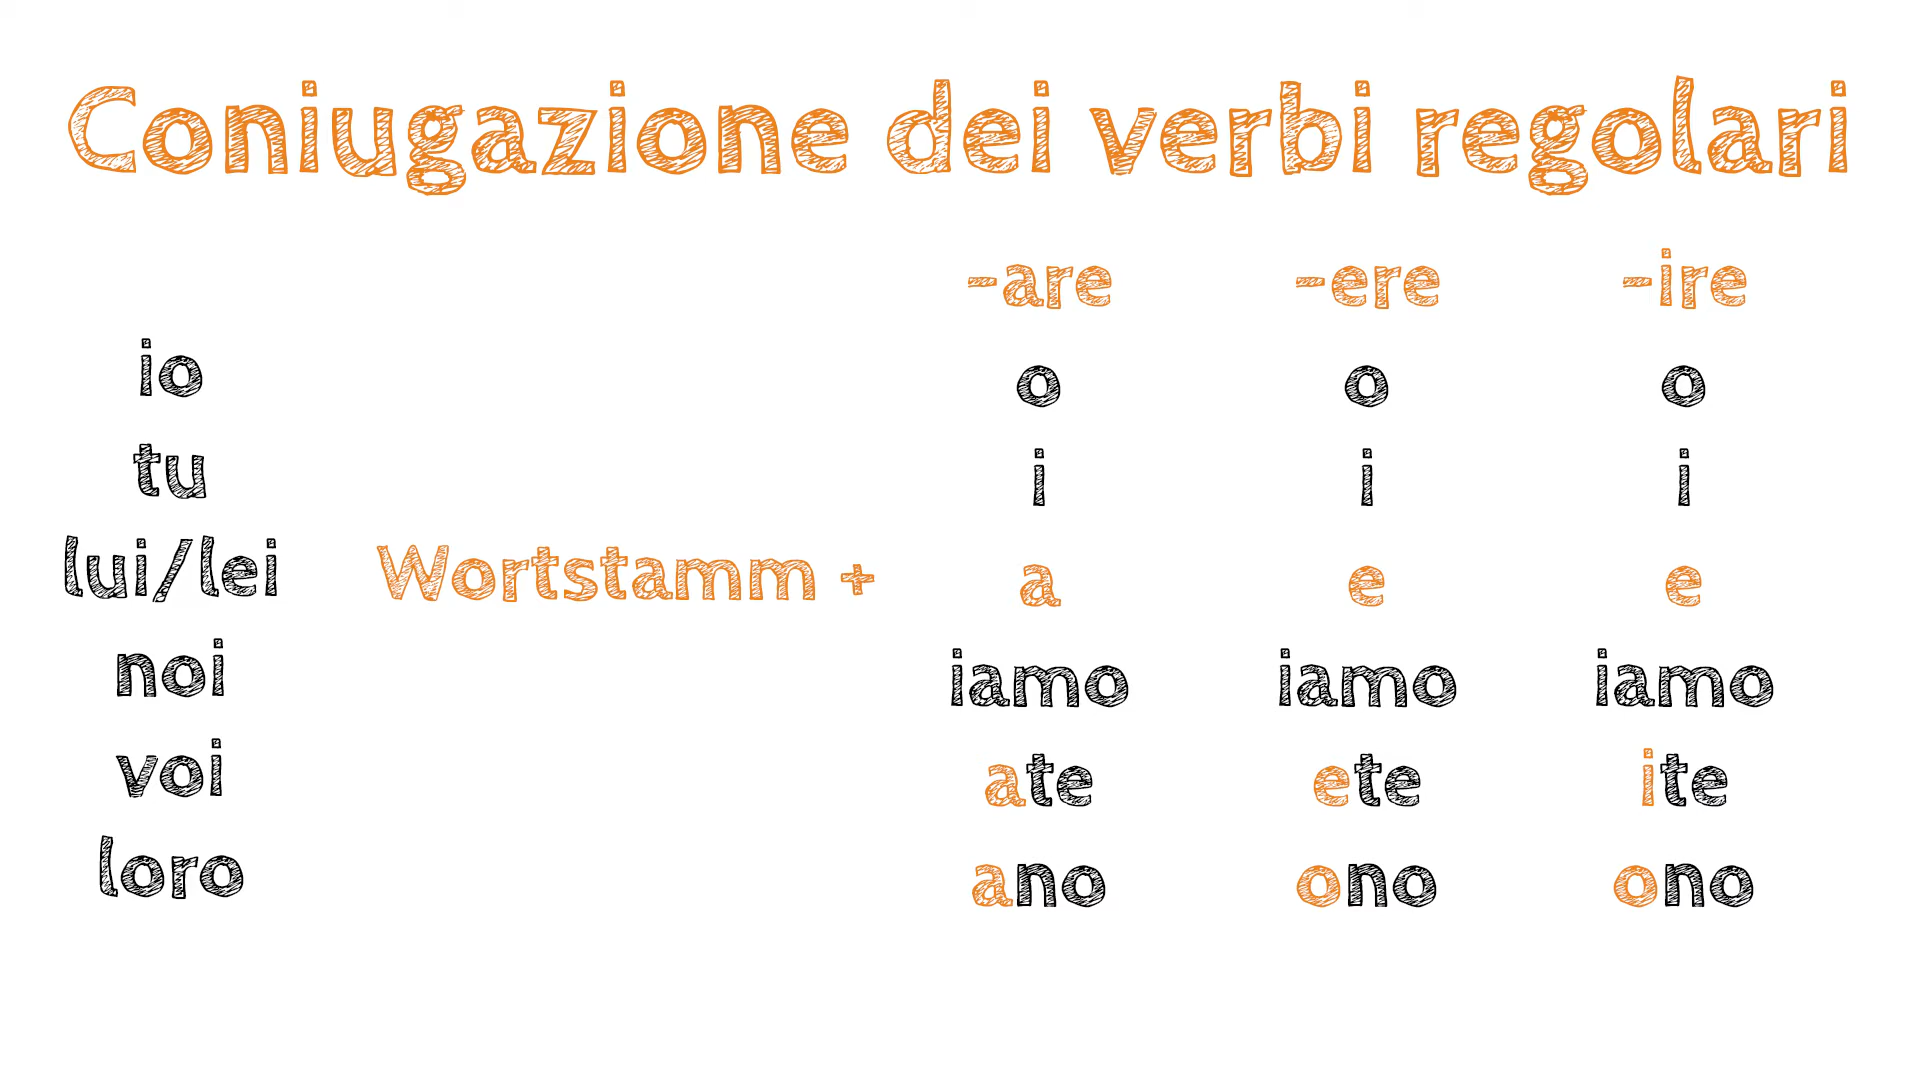 Coniugazione dei verbi regolari
-are -ere -ire
io o o o
tu i i i
lui/lei Wortstamm + a e e
noi iamo iamo iamo
voi ate ete ite
loro ano ono ono